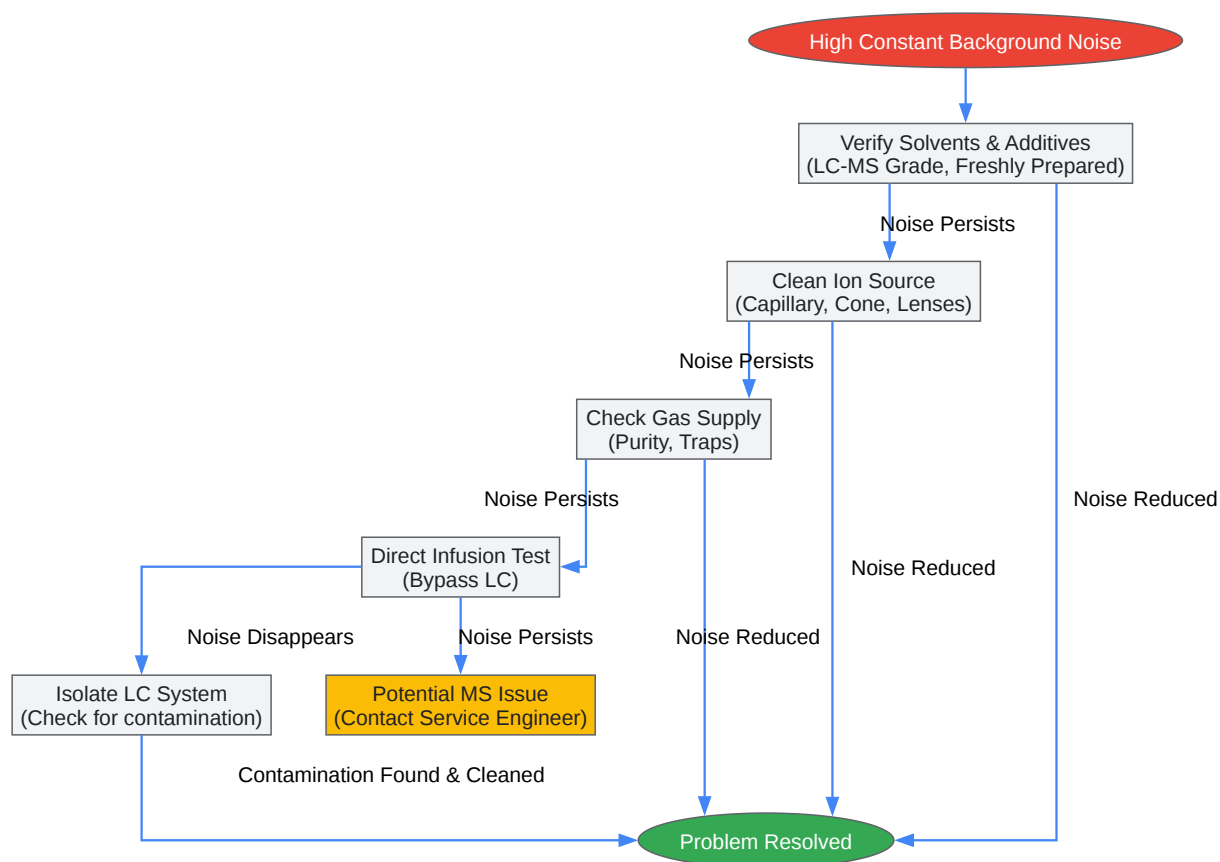 High Constant Background Noise
Verify Solvents & Additives
(LC-MS Grade, Freshly Prepared)
Noise Persists
Clean Ion Source
(Capillary, Cone, Lenses)
Noise Persists
Check Gas Supply
(Purity, Traps)
Noise Persists
Noise Reduced
Direct Infusion Test
(Bypass LC)
Noise Reduced
Noise Disappears
Noise Persists
Noise Reduced
Isolate LC System
(Check for contamination)
Potential MS Issue
(Contact Service Engineer)
Contamination Found & Cleaned
Problem Resolved